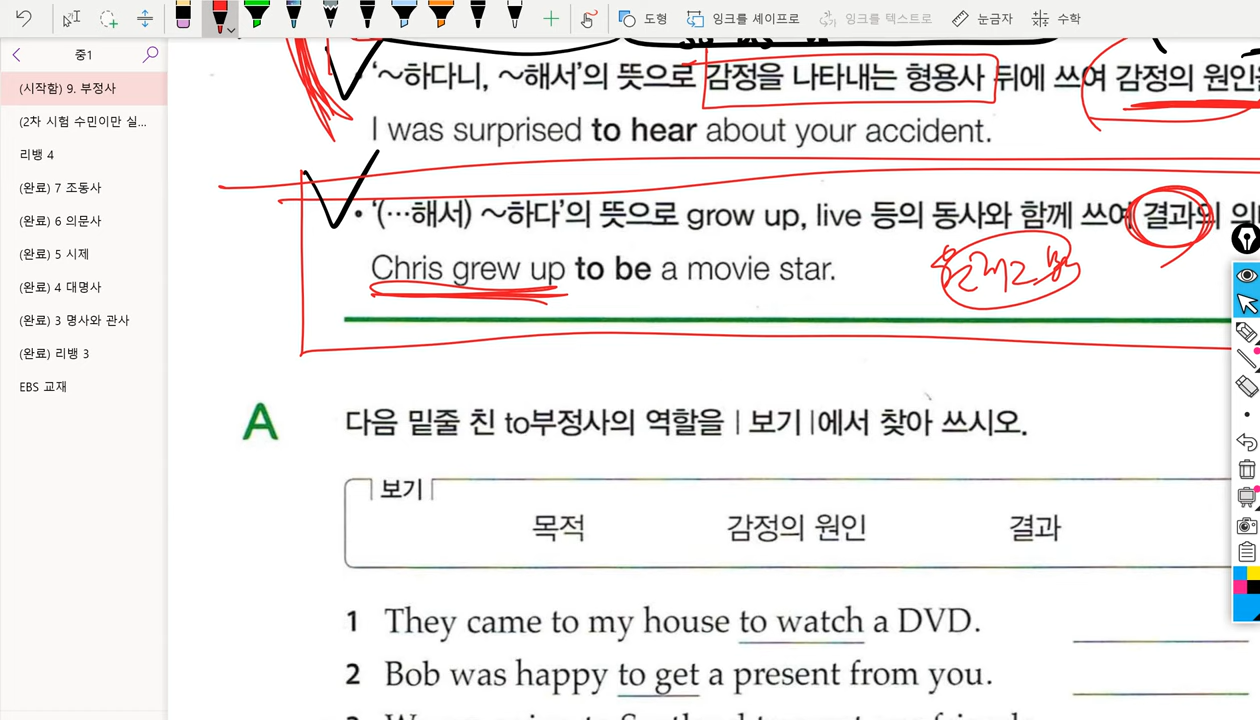 도형
잉크를 셰이프로
잉크를 텍스트로
눈금자
수학
중1
(시작함) 9. 부정사
(2차 시험 수민이만 실...
리뱅 4
(완료) 7 조동사
(완료) 6 의문사
(완료) 5 시제
(완료) 4 대명사
(완료) 3 명사와 관사
(완료) 리뱅 3
EBS 교재
'~하다니, ~해서'의 뜻으로 감정을 나타내는 형용사 뒤에 쓰여 감정의 원인
I was surprised to hear about your accident.
• '(…해서) ~하다'의 뜻으로 grow up, live 등의 동사와 함께 쓰여 결과의
Chris grew up to be a movie star.
A 다음 밑줄 친 to부정사의 역할을 | 보기 |에서 찾아 쓰시오.
보기
목적 감정의 원인 결과
1 They came to my house to watch a DVD.
2 Bob was happy to get a present from you.